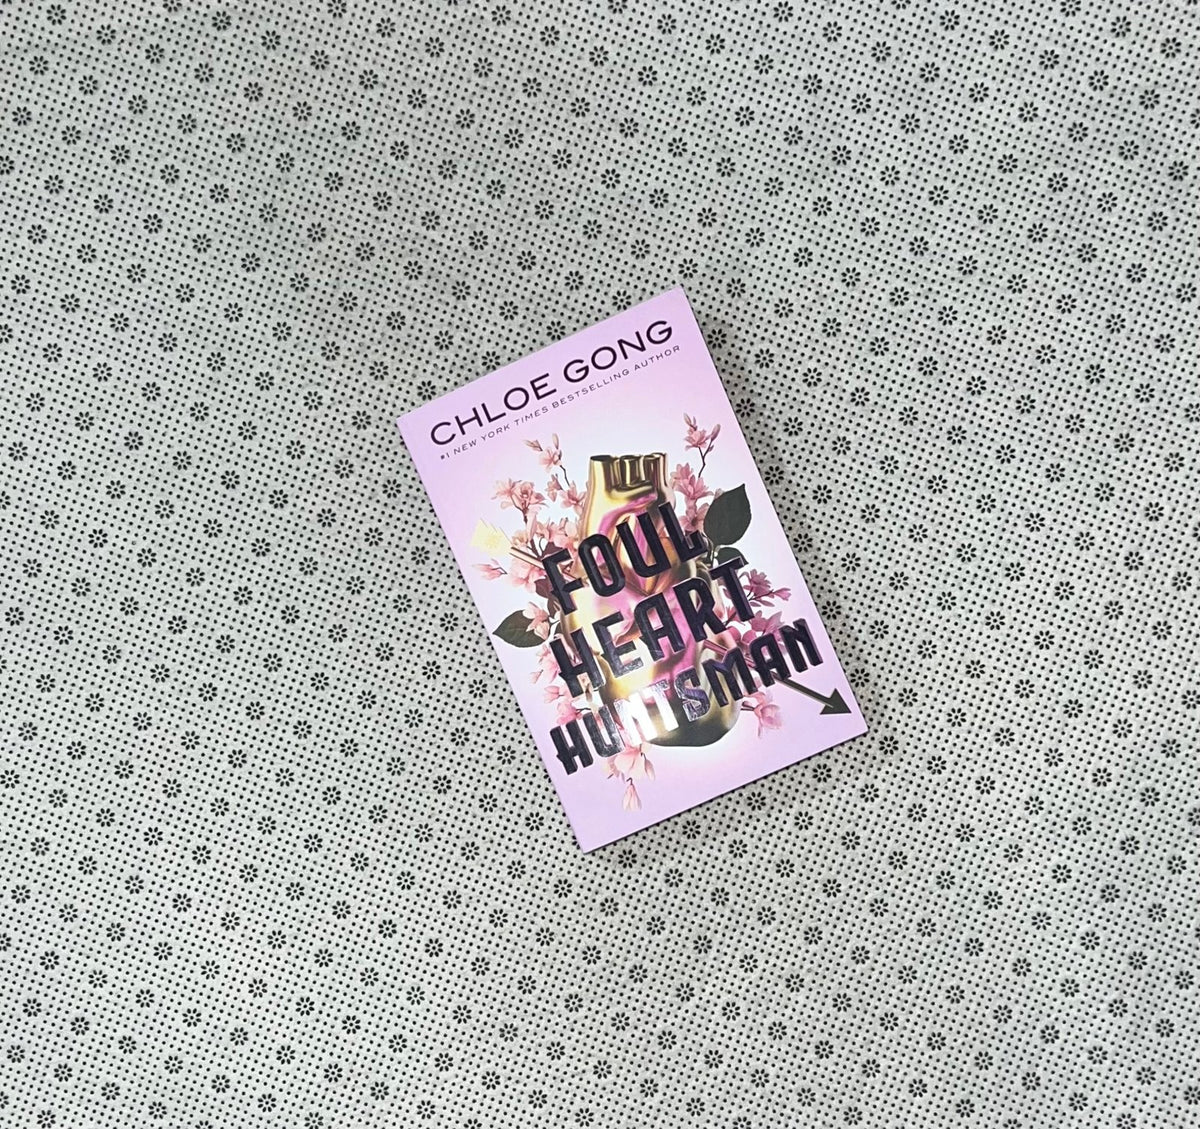 CHLOE GONG
#1 NEW YORK TIMES BESTSELLING AUTHOR
FOUL
HEART
HUNTSMAN